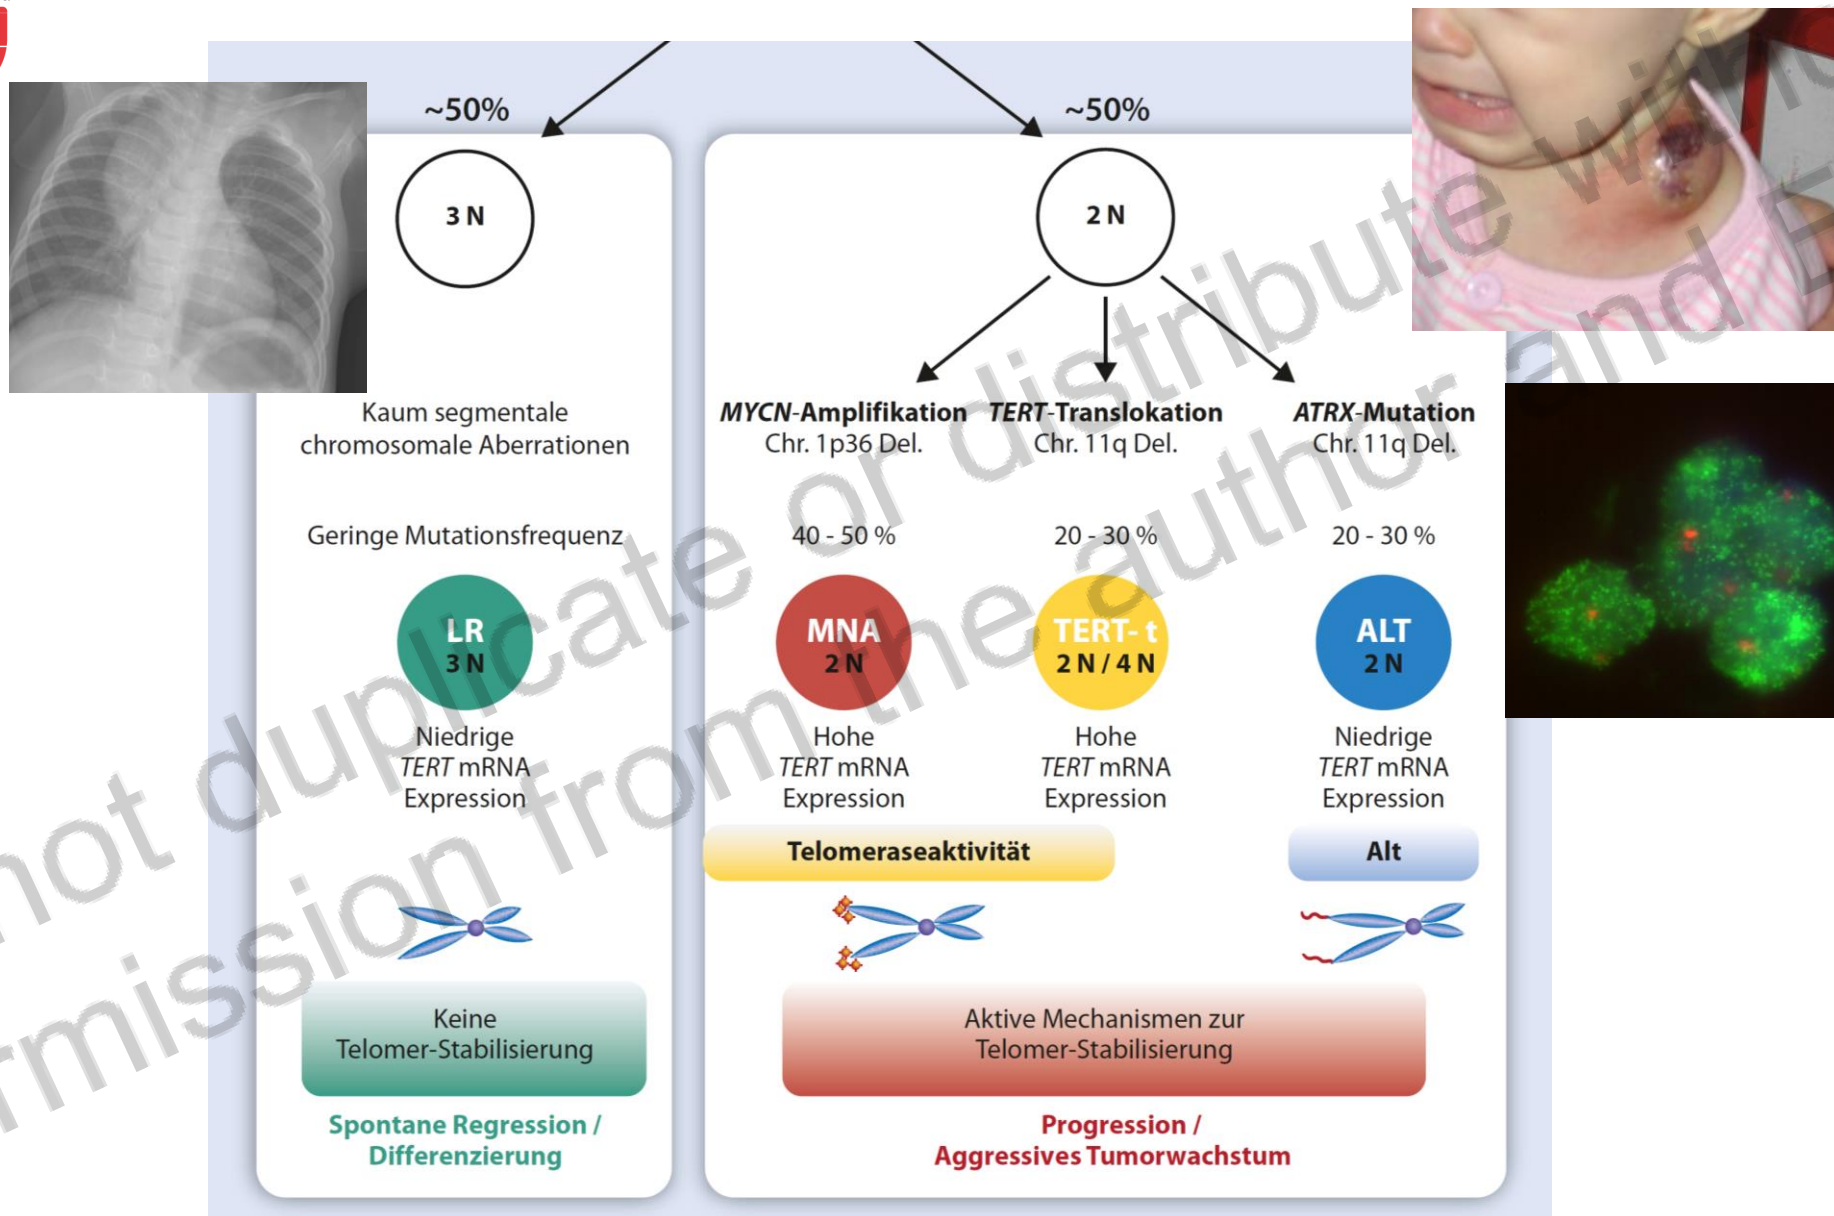 ~50%
~50%
3 N
2 N
Kaum segmentale
chromosomale Aberrationen
MYCN-Amplifikation
Chr. 1p36 Del.
TERT-Translokation
Chr. 11q Del.
ATRX-Mutation
Chr. 11q Del.
Geringe Mutationsfrequenz
40 - 50 %
20 - 30 %
20 - 30 %
LR
3 N
MNA
2 N
TERT- t
2 N / 4 N
ALT
2 N
Niedrige
TERT mRNA
Expression
Hohe
TERT mRNA
Expression
Hohe
TERT mRNA
Expression
Niedrige
TERT mRNA
Expression
Telomeraseaktivität
Alt
Keine
Telomer-Stabilisierung
Aktive Mechanismen zur
Telomer-Stabilisierung
Spontane Regression /
Differenzierung
Progression /
Aggressives Tumorwachstum
not duplicate or distribute
from the author and